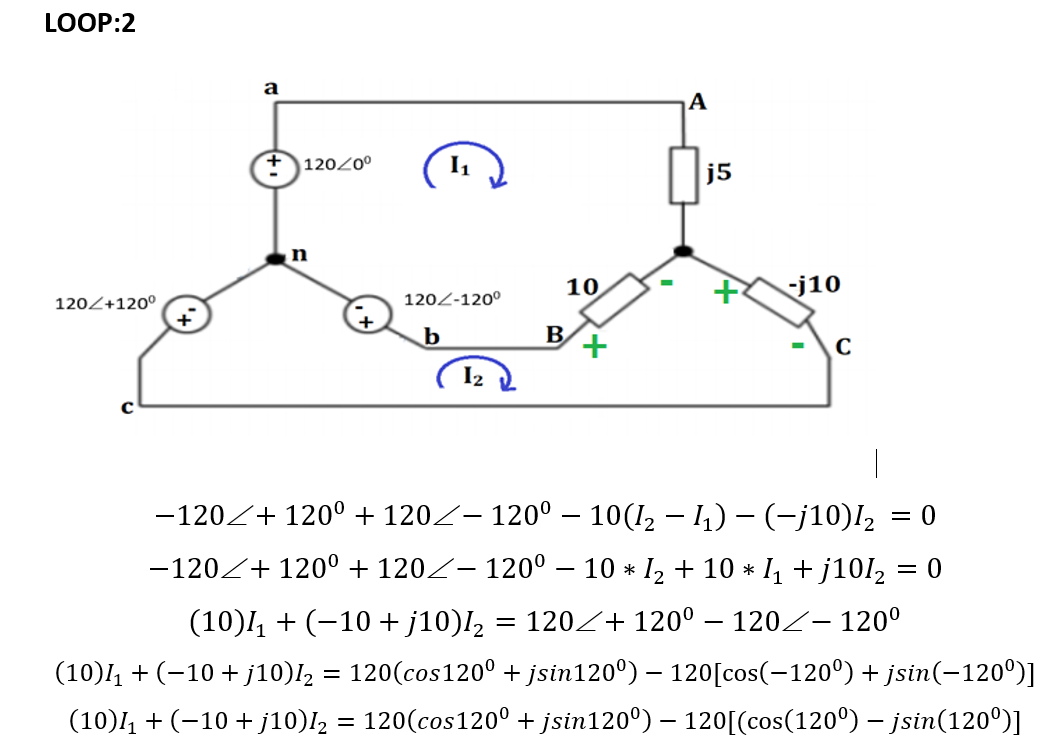 LOOP:2
a
A
+
-
120∠0⁰
I₁
j5
n
120∠+120⁰
-
+
-
+
120∠-120⁰
10
-
+
-j10
b
B
+
-
C
I₂
c
−120∠+ 120⁰ + 120∠− 120⁰ − 10(I₂ − I₁) − (−j10)I₂ = 0
−120∠+ 120⁰ + 120∠− 120⁰ − 10 ∗ I₂ + 10 ∗ I₁ + j10I₂ = 0
(10)I₁ + (−10 + j10)I₂ = 120∠+ 120⁰ − 120∠− 120⁰
(10)I₁ + (−10 + j10)I₂ = 120(cos120⁰ + jsin120⁰) − 120[cos(−120⁰) + jsin(−120⁰)]
(10)I₁ + (−10 + j10)I₂ = 120(cos120⁰ + jsin120⁰) − 120[(cos(120⁰) − jsin(120⁰)]